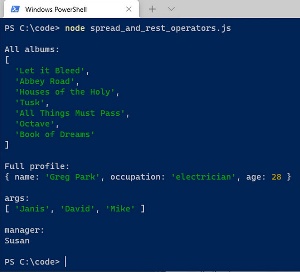 Windows PowerShell
PS C:\code> node spread_and_rest_operators.js
All albums:
[
'Let it Bleed',
'Abbey Road',
'Houses of the Holy',
'Tusk',
'All Things Must Pass',
'Octave',
'Book of Dreams'
]
Full profile:
{ name: 'Greg Park', occupation: 'electrician', age: 28 }
args:
[ 'Janis', 'David', 'Mike' ]
manager:
Susan
PS C:\code>